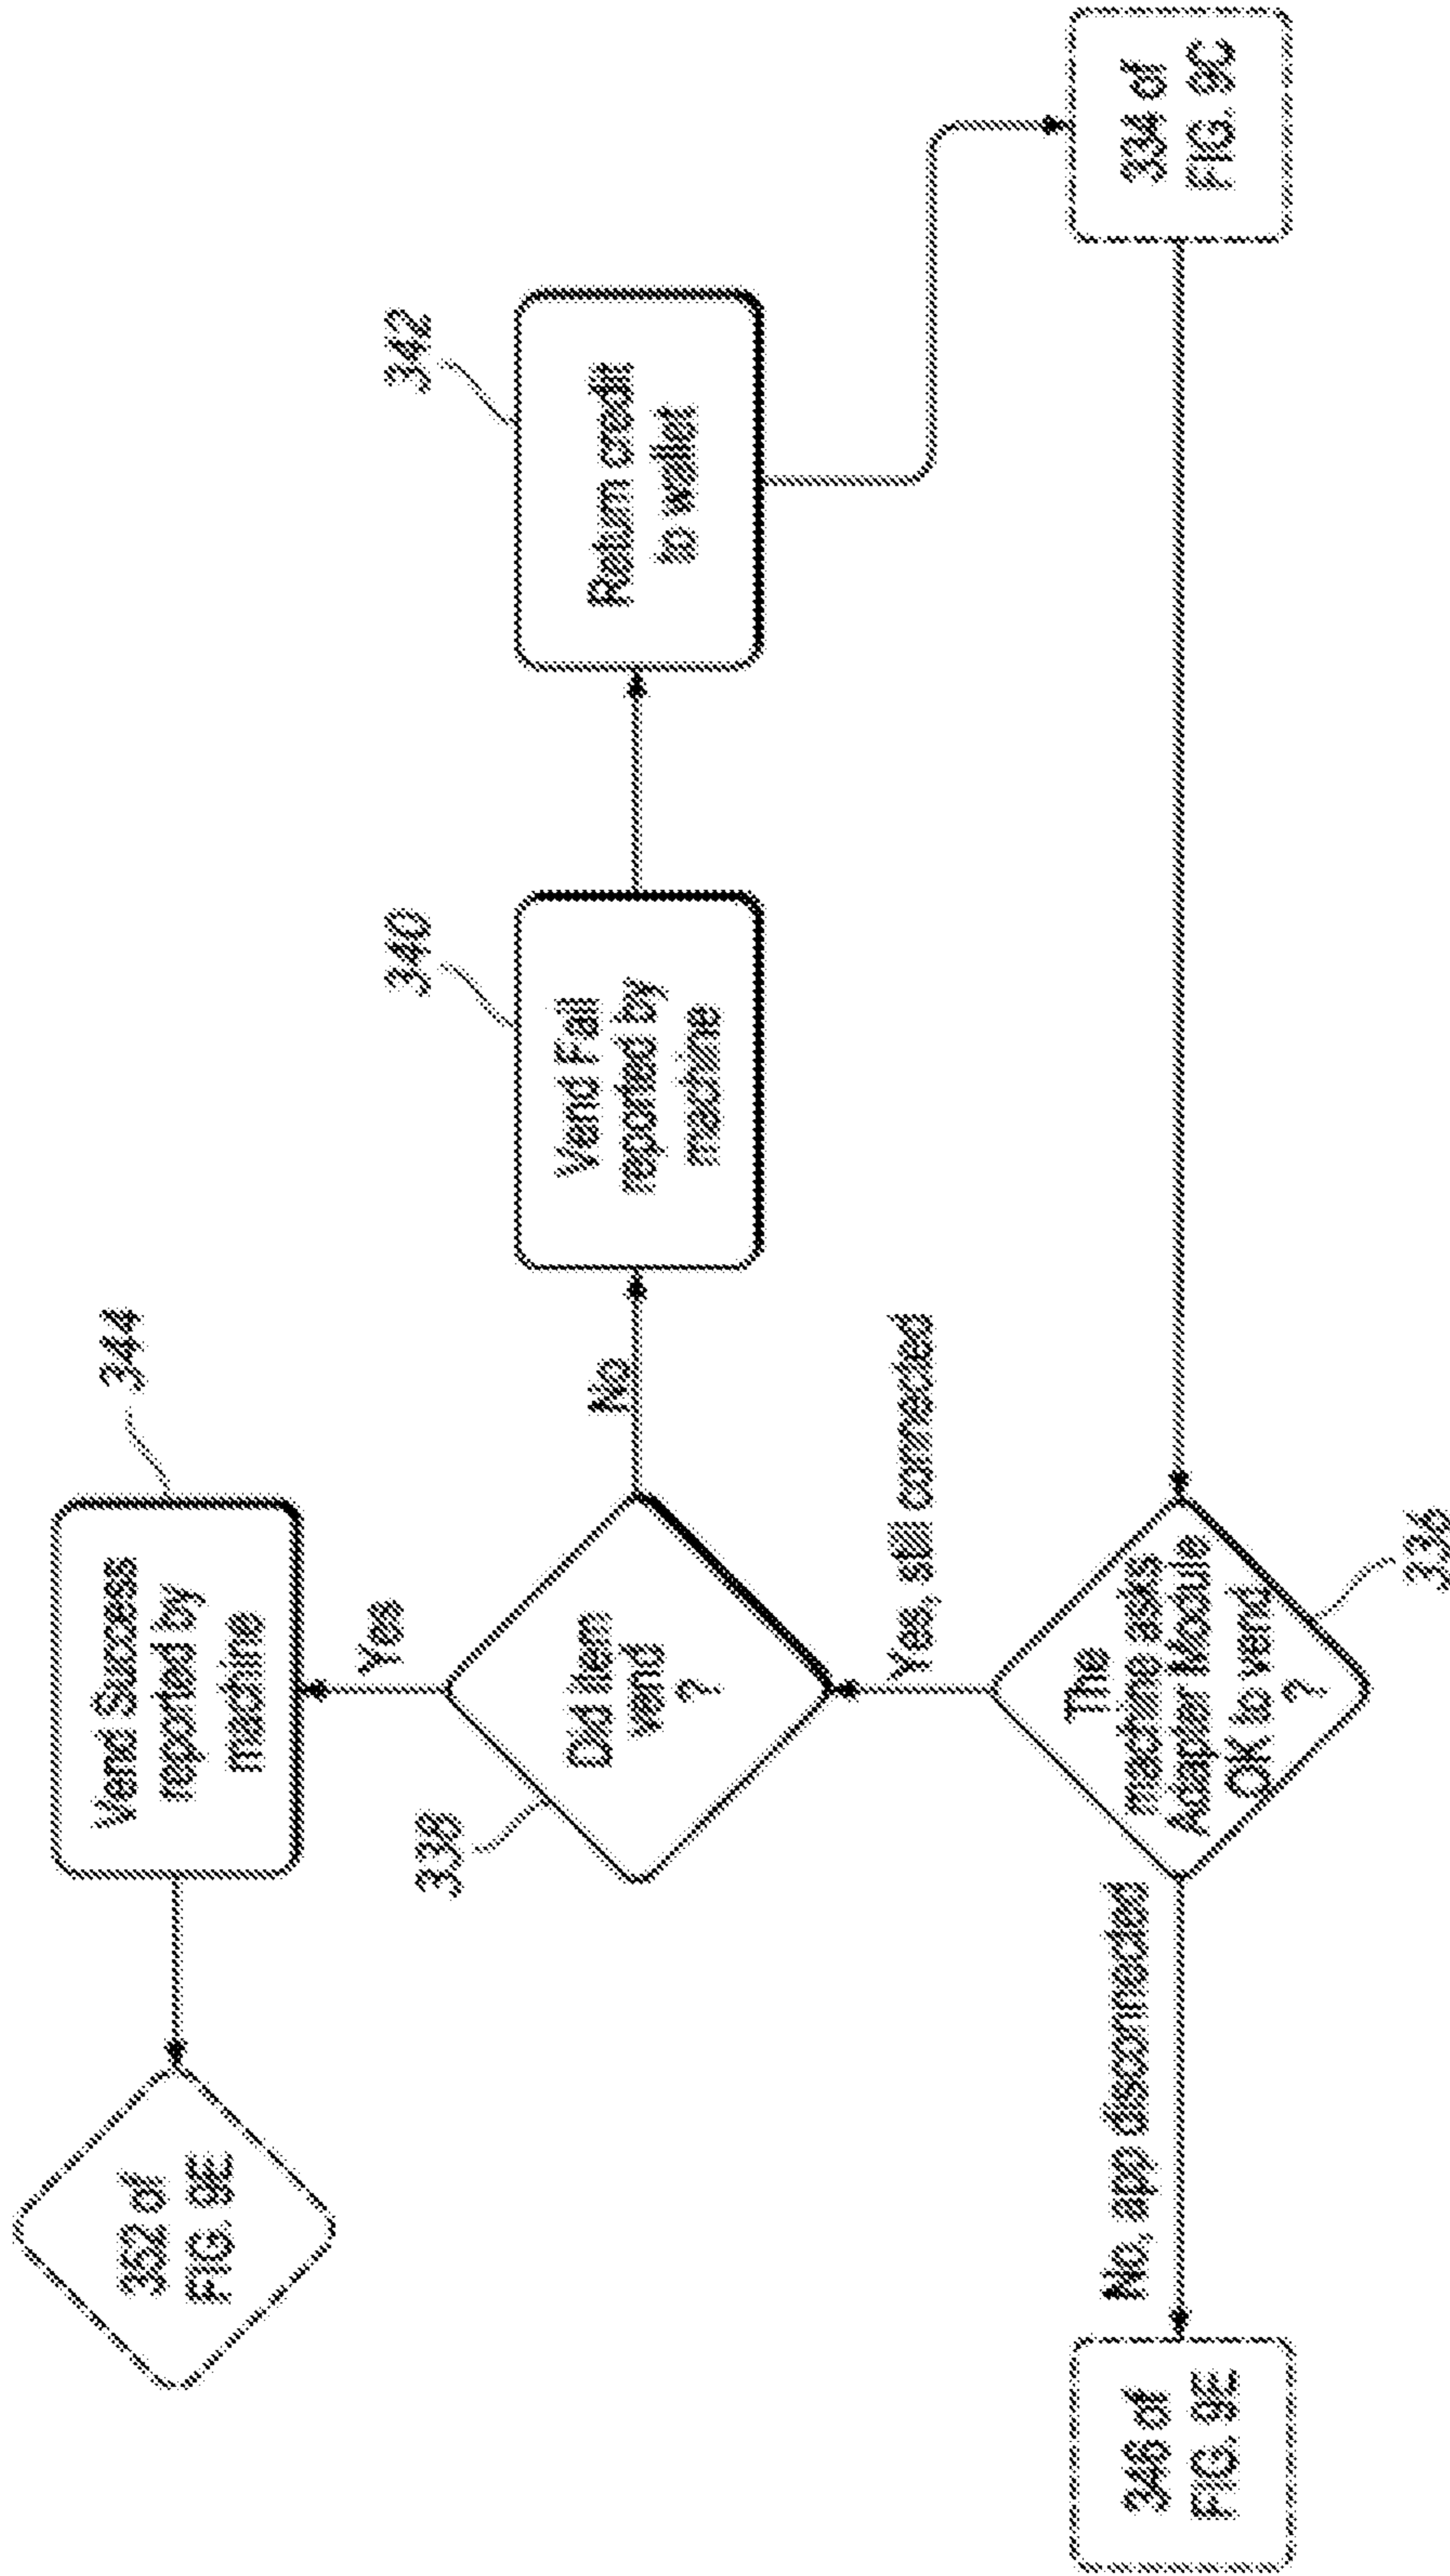 352 of
FIG. 9E
Vend Success
reported by
machine
344
Yes
338
Did item
vend
?
No
340
Vend Fail
reported by
machine
342
Return credit
to wallet
Yes, still connected
346 of
FIG. 9E
No, app disconnected
The
machine asks
Adapter Module
OK to vend
?
336
334 of
FIG. 9C